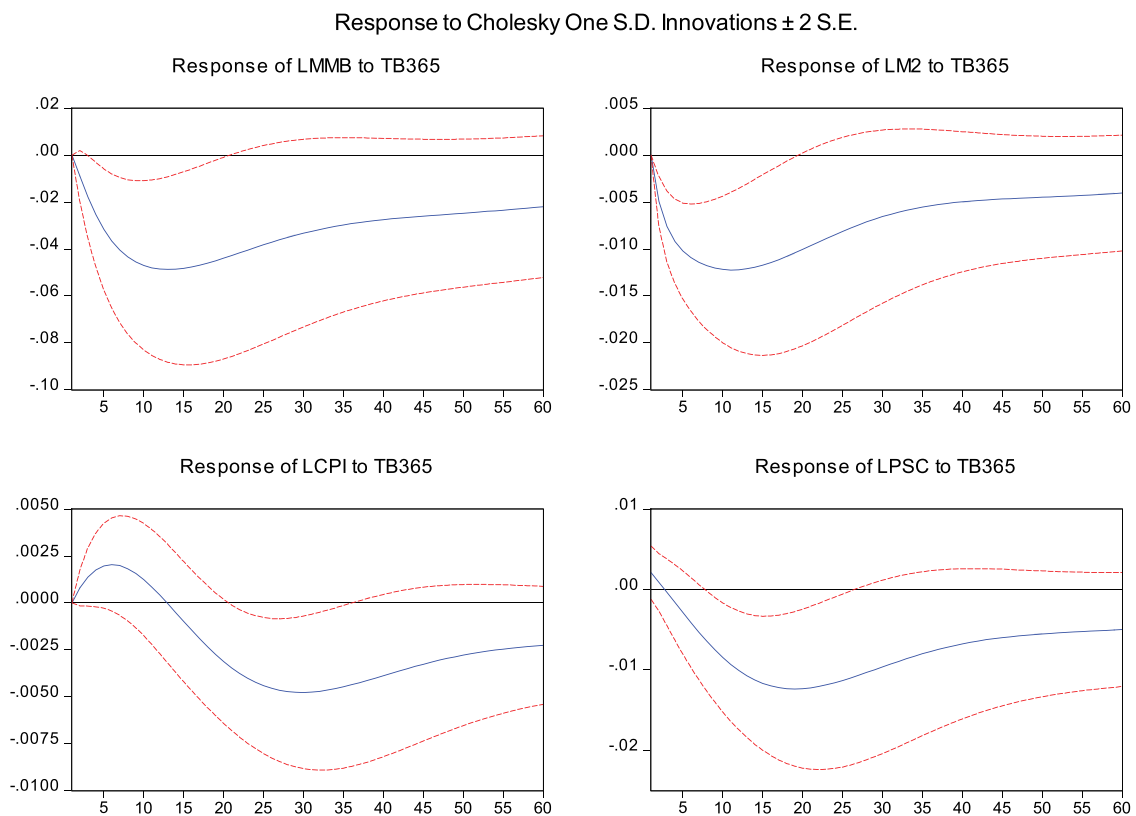 Response to Cholesky One S.D. Innovations ± 2 S.E.
Response of LMMB to TB365
.02
.00
-.02
-.04
-.06
-.08
-.10
5 10 15 20 25 30 35 40 45 50 55 60
Response of LM2 to TB365
.005
.000
-.005
-.010
-.015
-.020
-.025
5 10 15 20 25 30 35 40 45 50 55 60
Response of LCPI to TB365
.0050
.0025
.0000
-.0025
-.0050
-.0075
-.0100
5 10 15 20 25 30 35 40 45 50 55 60
Response of LPSC to TB365
.01
.00
-.01
-.02
5 10 15 20 25 30 35 40 45 50 55 60